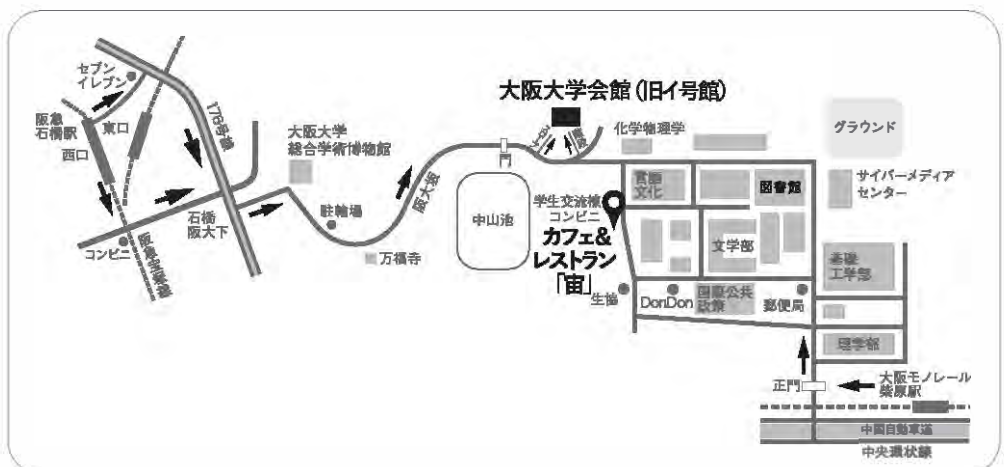 セブン
イレブン
阪急
石橋駅
東口
西口
176号線
コンビニ
阪急宝塚線
石橋
阪大下
大阪大学
総合学術博物館
駐輪場
万福寺
阪大坂
門
中山池
大阪大学会館（旧イ号館）
化学物理学
グラウンド
言語
文化
図書館
サイバーメディア
センター
学生交流棟
コンビニ
カフェ&
レストラン
「宙」
文学部
基礎
工学部
生協
DonDon
国際公共
政策
郵便局
理学部
正門
大阪モノレール
柴原駅
中国自動車道
中央環状線